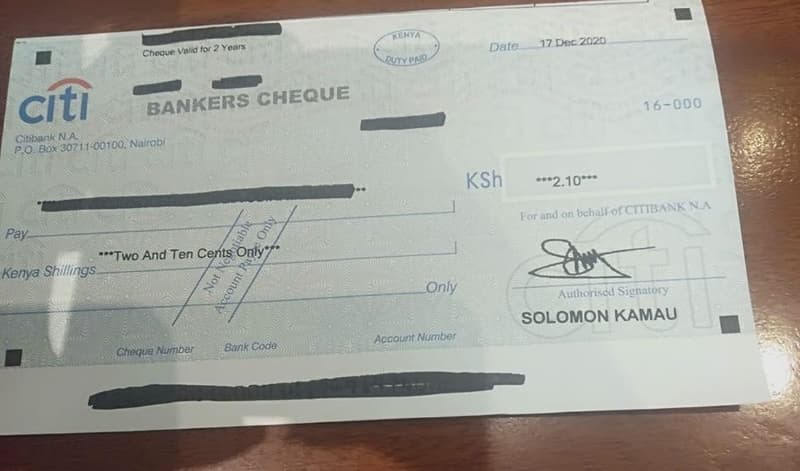 Cheque Valid for 2 Years
KENYA
DUTY PAID
Date 17 Dec 2020
citi
BANKERS CHEQUE
16-000
Citibank N.A.
P.O. Box 30711-00100, Nairobi
KSh ***2.10***
Pay
For and on behalf of CITIBANK N.A
***Two And Ten Cents Only***
Kenya Shillings
Not Negotiable
Account Payee Only
Only
Authorised Signatory
SOLOMON KAMAU
Cheque Number Bank Code Account Number